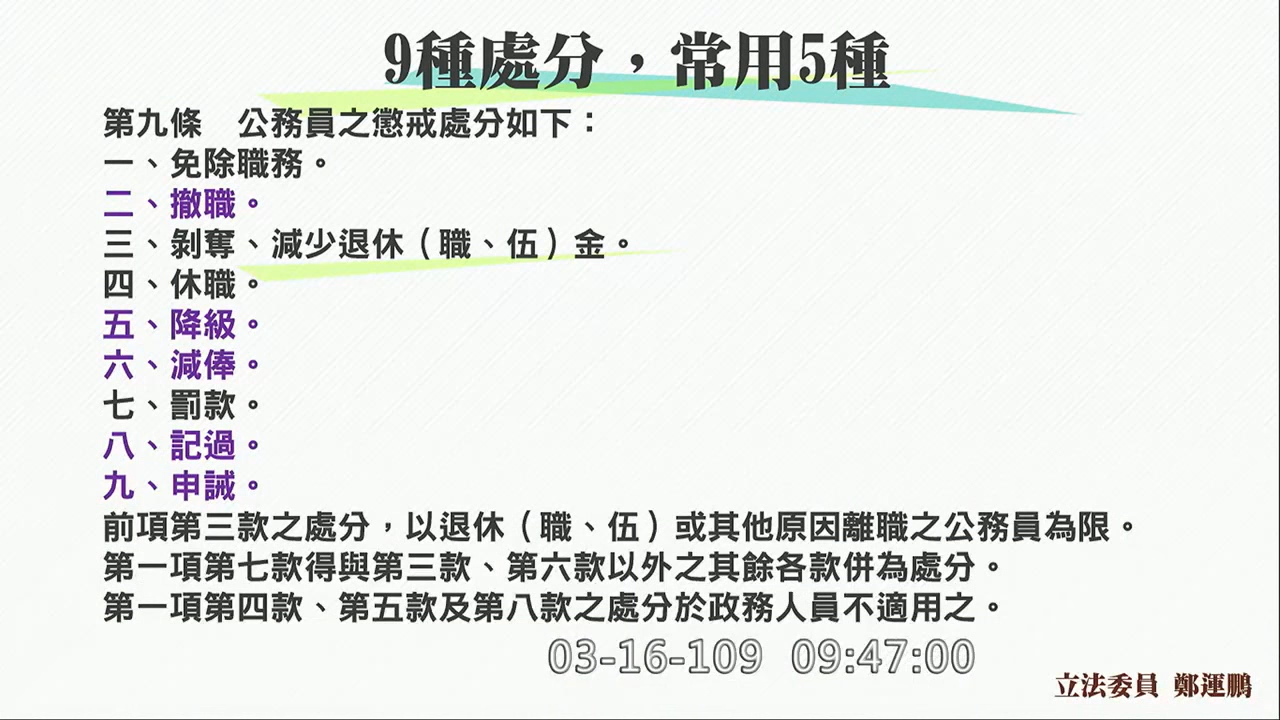 9種處分，常用5種
第九條　公務員之懲戒處分如下：
一、免除職務。
二、撤職。
三、剝奪、減少退休（職、伍）金。
四、休職。
五、降級。
六、減俸。
七、罰款。
八、記過。
九、申誡。
前項第三款之處分，以退休（職、伍）或其他原因離職之公務員為限。
第一項第七款得與第三款、第六款以外之其餘各款併為處分。
第一項第四款、第五款及第八款之處分於政務人員不適用之。
03-16-109 09:47:00
立法委員 鄭運鵬